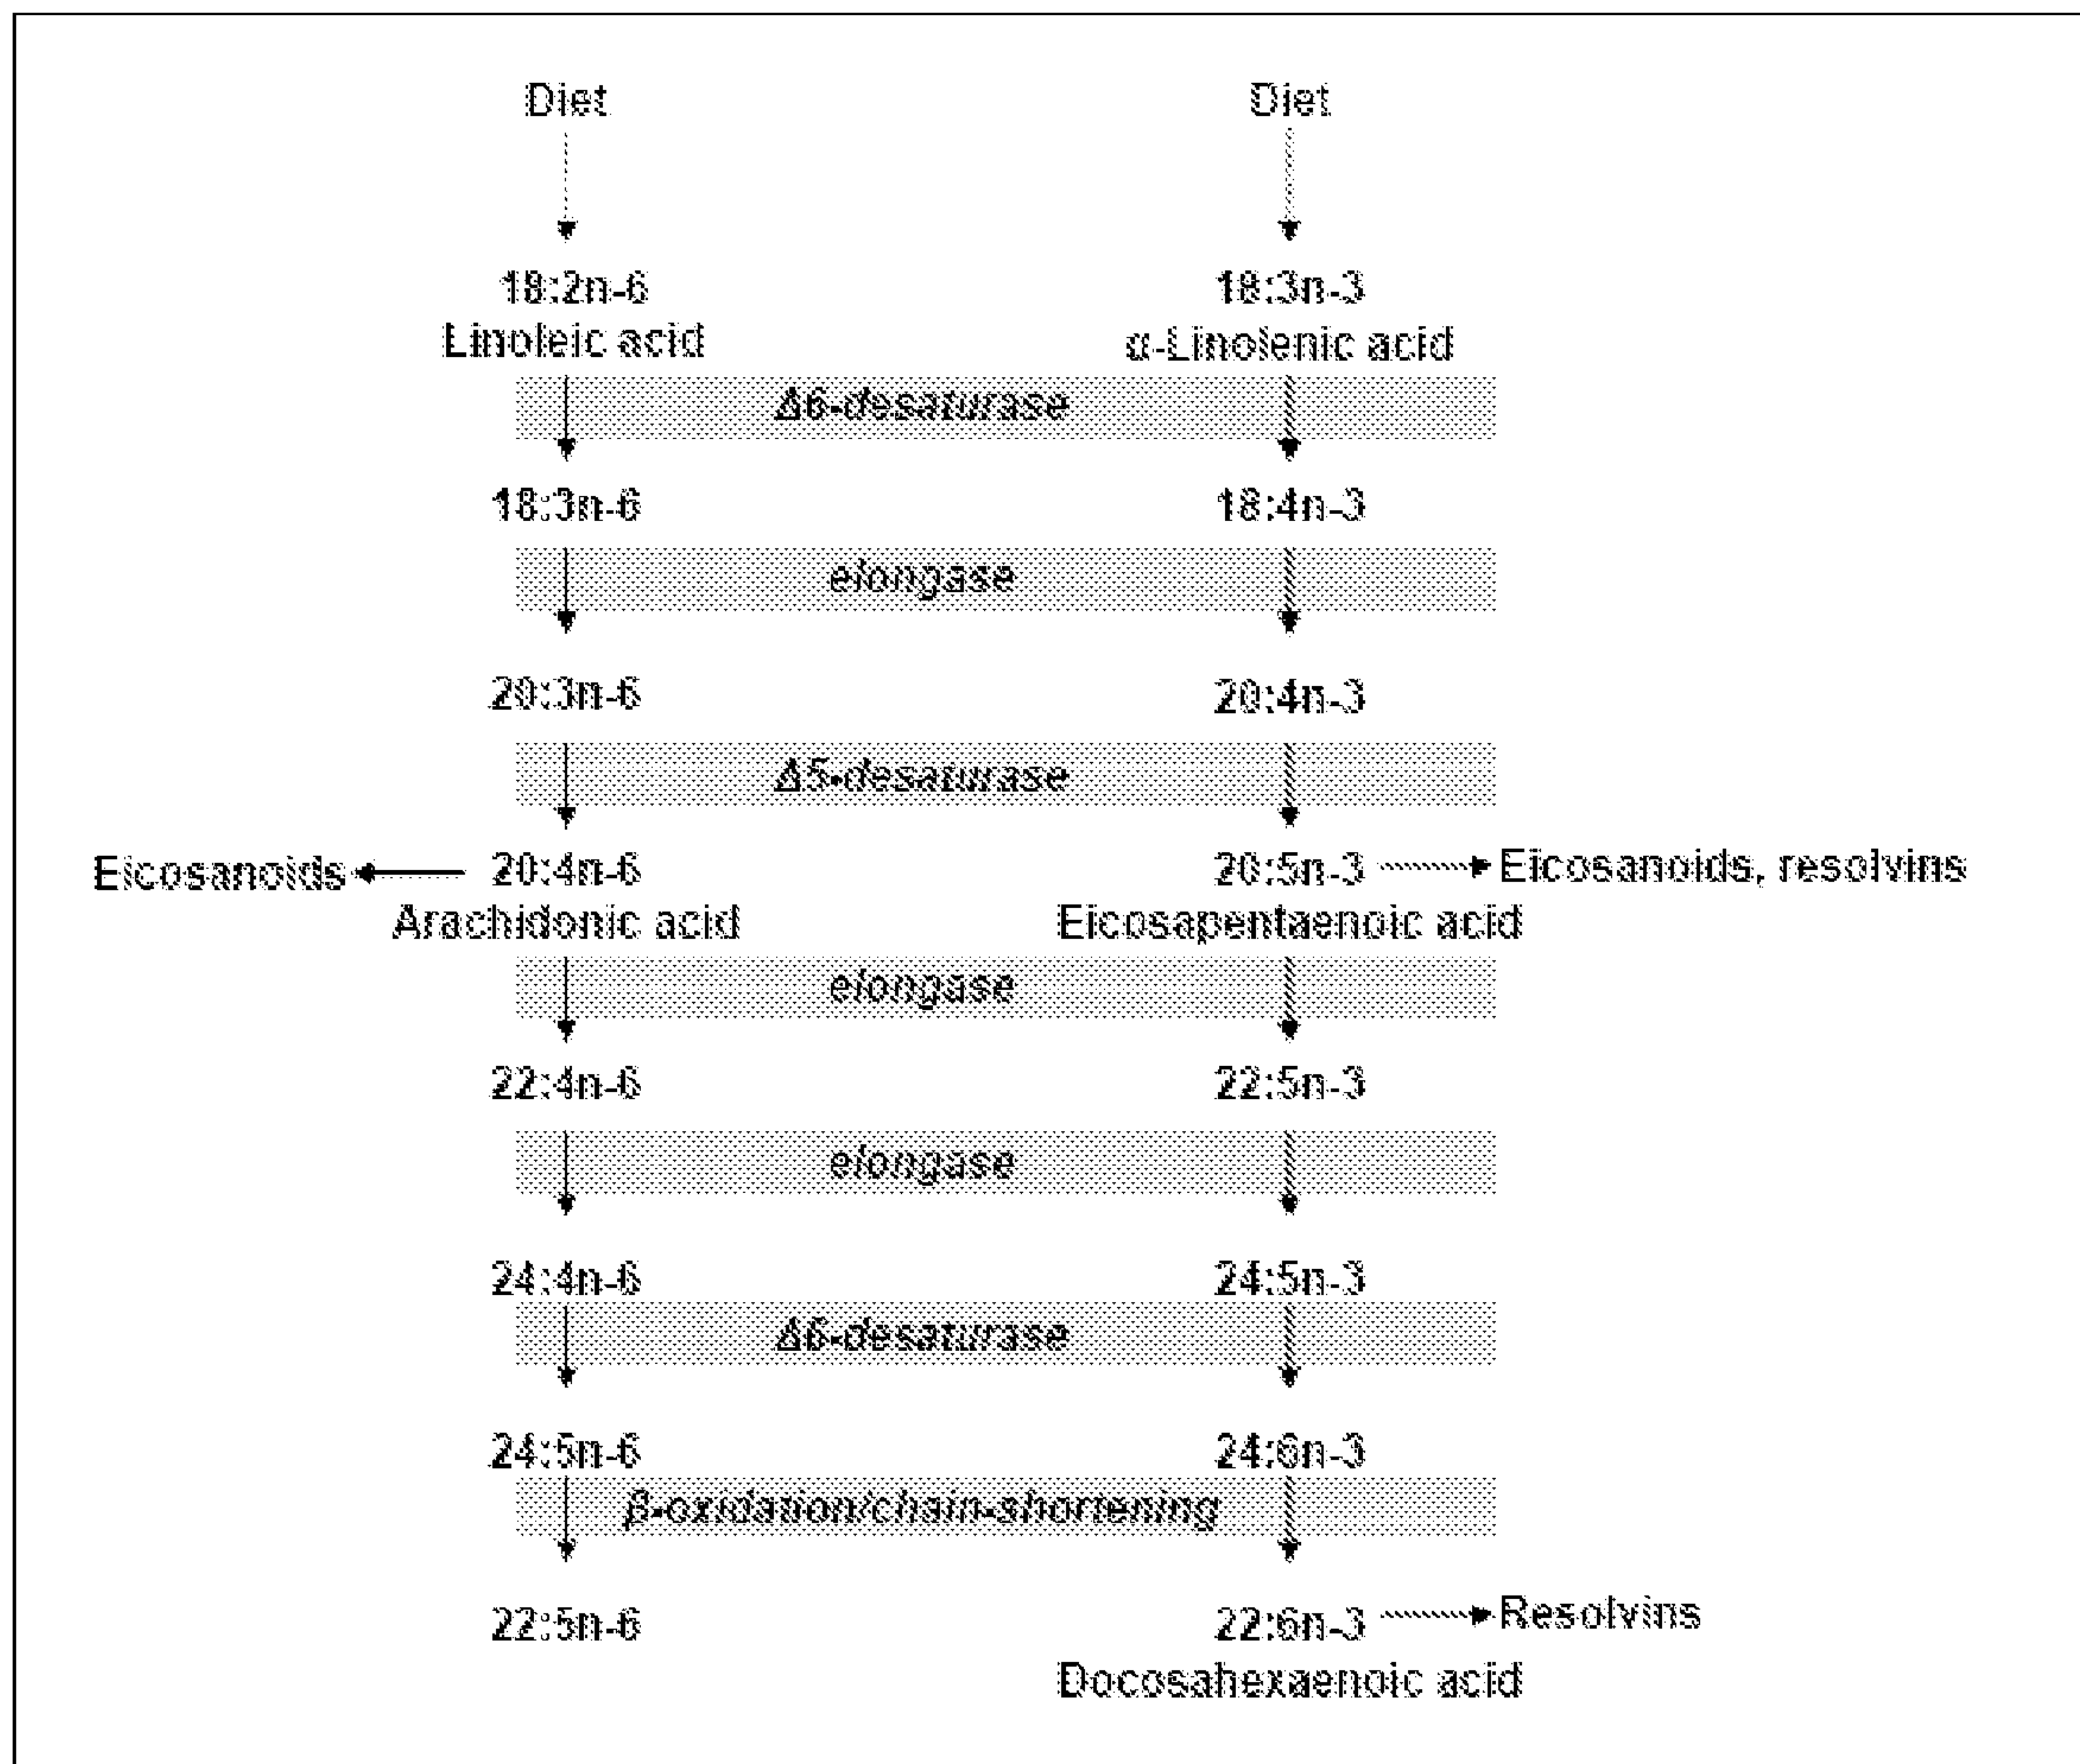 Diet Diet
18:2n-6 18:3n-3
Linoleic acid α-Linolenic acid
Δ6-desaturase
18:3n-6 18:4n-3
elongase
20:3n-6 20:4n-3
Δ5-desaturase
Eicosanoids 20:4n-6 20:5n-3 Eicosanoids, resolvins
Arachidonic acid Eicosapentaenoic acid
elongase
22:4n-6 22:5n-3
elongase
24:4n-6 24:5n-3
Δ6-desaturase
24:5n-6 24:6n-3
β-oxidation/chain-shortening
22:5n-6 22:6n-3 Resolvins
Docosahexaenoic acid